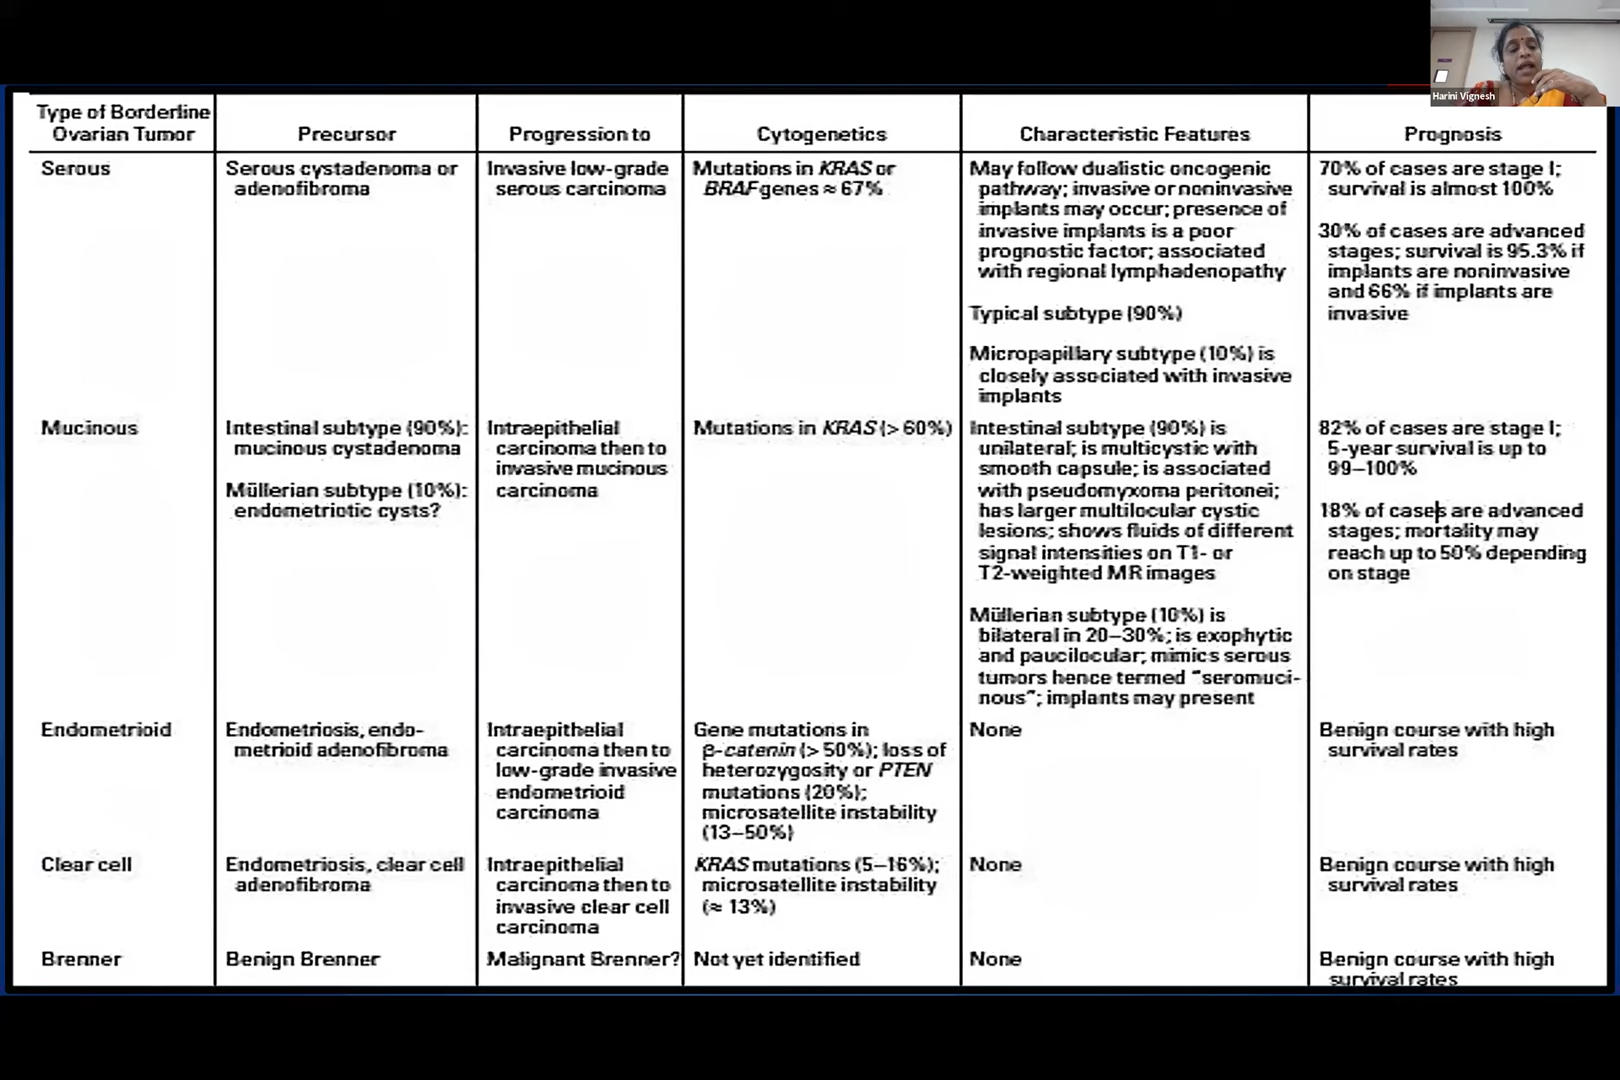 Harini Vignesh
Type of Borderline
Ovarian Tumor
Precursor
Progression to
Cytogenetics
Characteristic Features
Prognosis
Serous
Serous cystadenoma or
adenofibroma
Invasive low-grade
serous carcinoma
Mutations in KRAS or
BRAF genes ≈ 67%
May follow dualistic oncogenic
pathway; invasive or noninvasive
implants may occur; presence of
invasive implants is a poor
prognostic factor; associated
with regional lymphadenopathy
Typical subtype (90%)
Micropapillary subtype (10%) is
closely associated with invasive
implants
70% of cases are stage I;
survival is almost 100%
30% of cases are advanced
stages; survival is 95.3% if
implants are noninvasive
and 66% if implants are
invasive
Mucinous
Intestinal subtype (90%):
mucinous cystadenoma
Müllerian subtype (10%):
endometriotic cysts?
Intraepithelial
carcinoma then to
invasive mucinous
carcinoma
Mutations in KRAS (> 60%)
Intestinal subtype (90%) is
unilateral; is multicystic with
smooth capsule; is associated
with pseudomyxoma peritonei;
has larger multilocular cystic
lesions; shows fluids of different
signal intensities on T1- or
T2-weighted MR images
Müllerian subtype (10%) is
bilateral in 20–30%; is exophytic
and paucilocular; mimics serous
tumors hence termed "seromuci-
nous"; implants may present
82% of cases are stage I;
5-year survival is up to
99–100%
18% of cases are advanced
stages; mortality may
reach up to 50% depending
on stage
Endometrioid
Endometriosis, endo-
metrioid adenofibroma
Intraepithelial
carcinoma then to
low-grade invasive
endometrioid
carcinoma
Gene mutations in
β-catenin (> 50%); loss of
heterozygosity or PTEN
mutations (20%);
microsatellite instability
(13–50%)
None
Benign course with high
survival rates
Clear cell
Endometriosis, clear cell
adenofibroma
Intraepithelial
carcinoma then to
invasive clear cell
carcinoma
KRAS mutations (5–16%);
microsatellite instability
(≈ 13%)
None
Benign course with high
survival rates
Brenner
Benign Brenner
Malignant Brenner?
Not yet identified
None
Benign course with high
survival rates